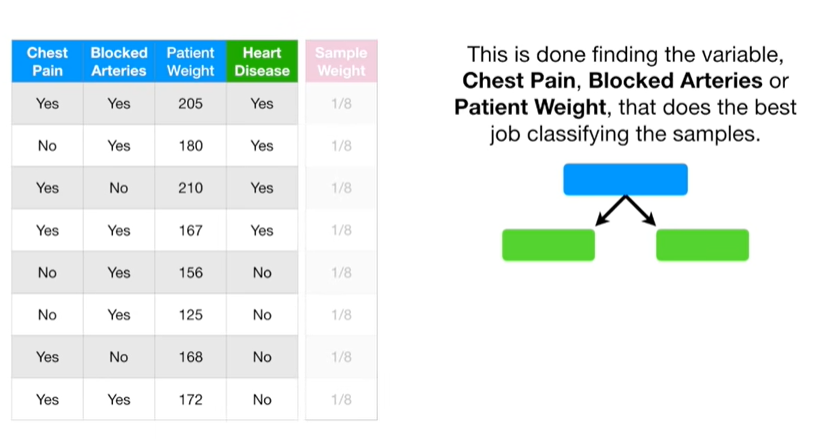 Chest Pain Blocked Arteries Patient Weight Heart Disease Sample Weight
Yes Yes 205 Yes 1/8
No Yes 180 Yes 1/8
Yes No 210 Yes 1/8
Yes Yes 167 Yes 1/8
No Yes 156 No 1/8
No Yes 125 No 1/8
Yes No 168 No 1/8
Yes Yes 172 No 1/8
This is done finding the variable,
Chest Pain, Blocked Arteries or
Patient Weight, that does the best
job classifying the samples.